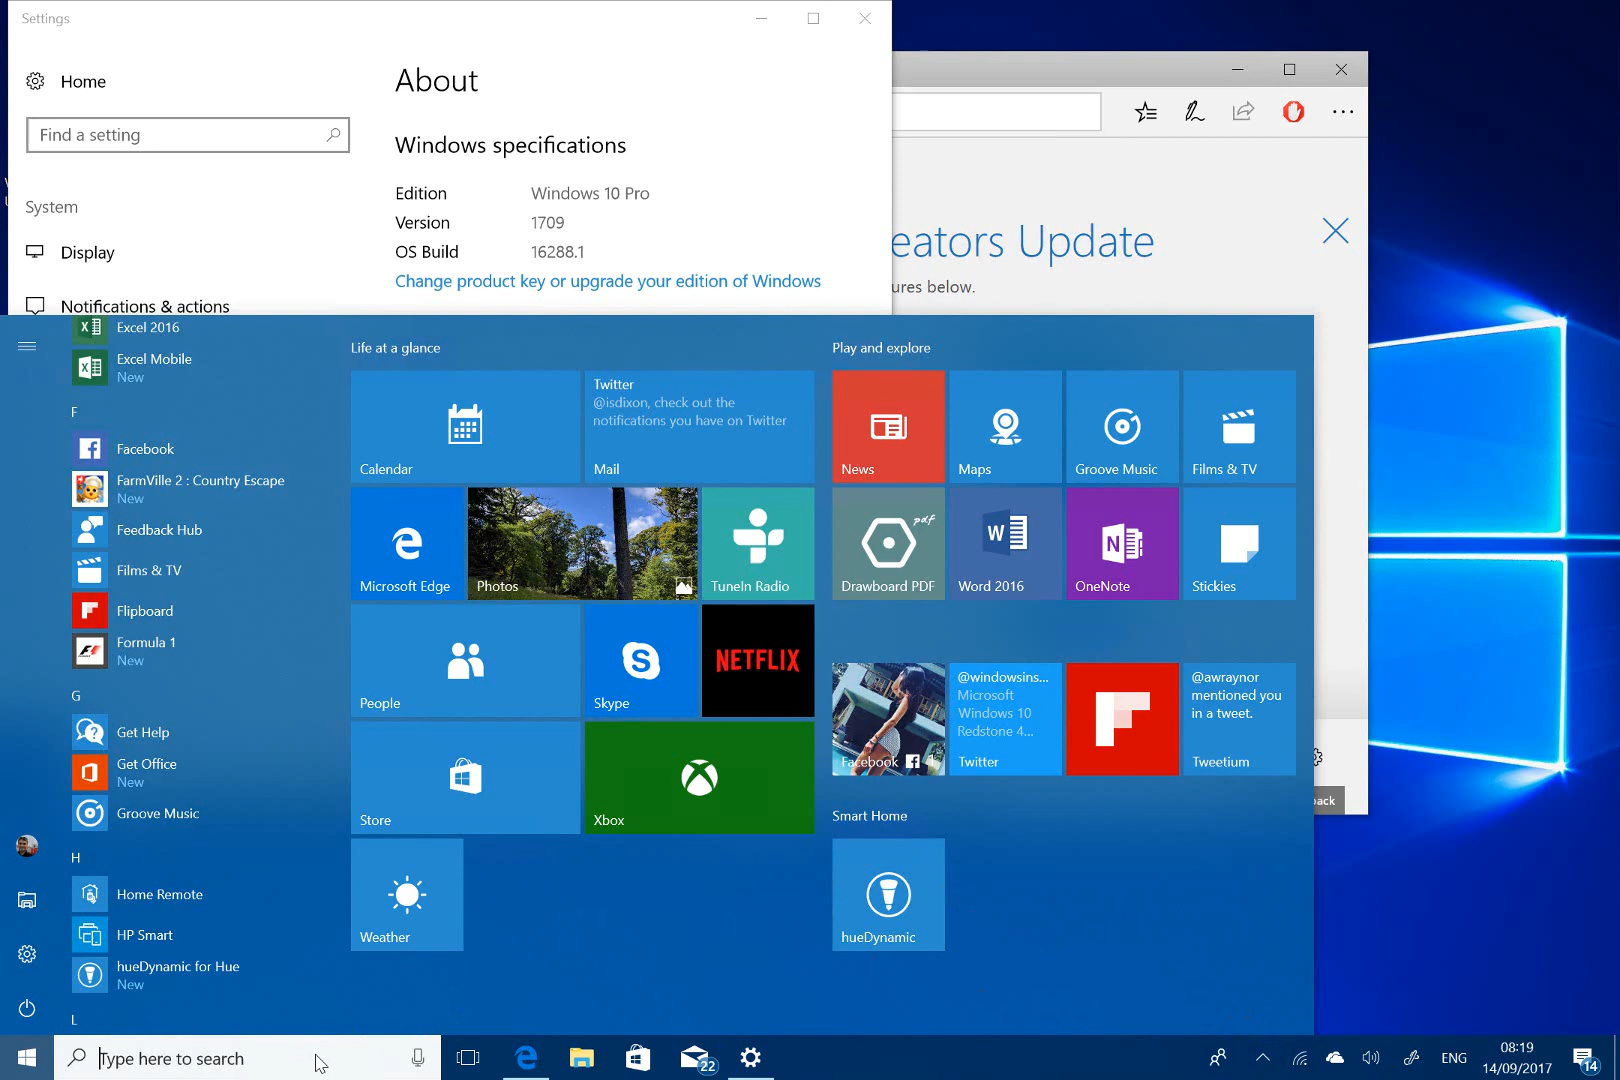 Settings
Home
Find a setting
System
Display
Notifications & actions
About
Windows specifications
Edition Windows 10 Pro
Version 1709
OS Build 16288.1
Change product key or upgrade your edition of Windows
eators Update
ures below.
back
Excel 2016
Excel Mobile
New
F
Facebook
FarmVille 2 : Country Escape
New
Feedback Hub
Films & TV
Flipboard
Formula 1
New
G
Get Help
Get Office
New
Groove Music
H
Home Remote
HP Smart
hueDynamic for Hue
New
L
Life at a glance
Calendar
Twitter
@isdixon, check out the
notifications you have on Twitter
Mail
Microsoft Edge
Photos
TuneIn Radio
People
Skype
NETFLIX
Store
Xbox
Weather
Play and explore
News
Maps
Groove Music
Films & TV
pdf
Drawboard PDF
W
Word 2016
N
OneNote
Stickies
Facebook
1
@windowsins...
Microsoft
Windows 10
Redstone 4...
Twitter
@awraynor
mentioned you
in a tweet.
Tweetium
Smart Home
hueDynamic
Type here to search
22
ENG
08:19
14/09/2017
14